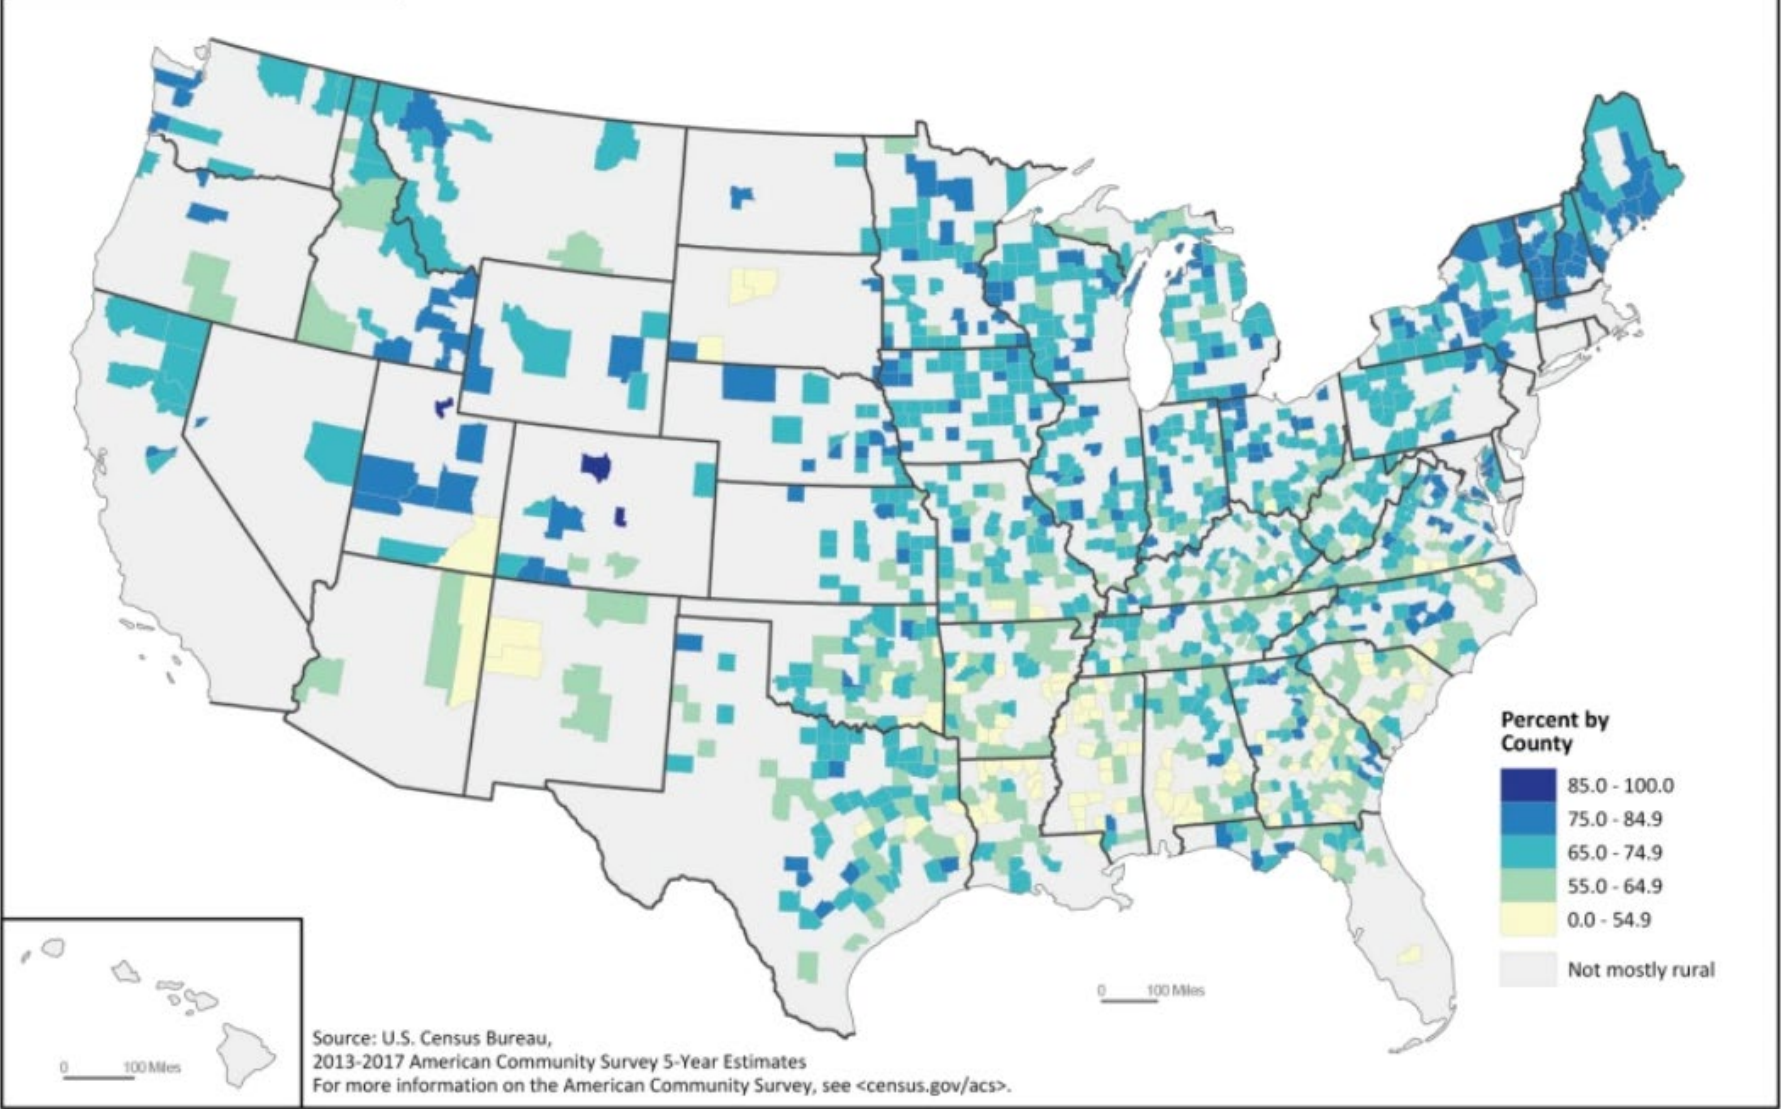 Percent by
County
85.0 - 100.0
75.0 - 84.9
65.0 - 74.9
55.0 - 64.9
0.0 - 54.9
Not mostly rural
0 100 Miles
Source: U.S. Census Bureau,
2013-2017 American Community Survey 5-Year Estimates
For more information on the American Community Survey, see <census.gov/acs>.
0 100 Miles